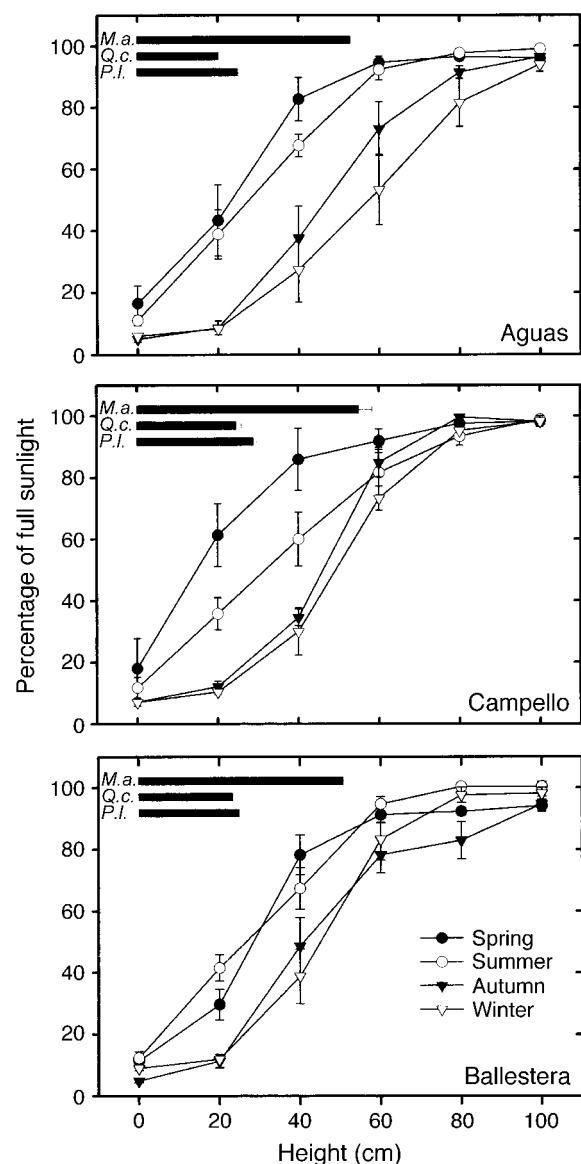 M.a.
Q.c.
P.l.
100
80
60
40
20
0
Aguas
M.a.
Q.c.
P.l.
100
80
60
40
20
0
Campello
Percentage of full sunlight
M.a.
Q.c.
P.l.
100
80
60
40
20
0
Spring
Summer
Autumn
Winter
Ballestera
0 20 40 60 80 100
Height (cm)